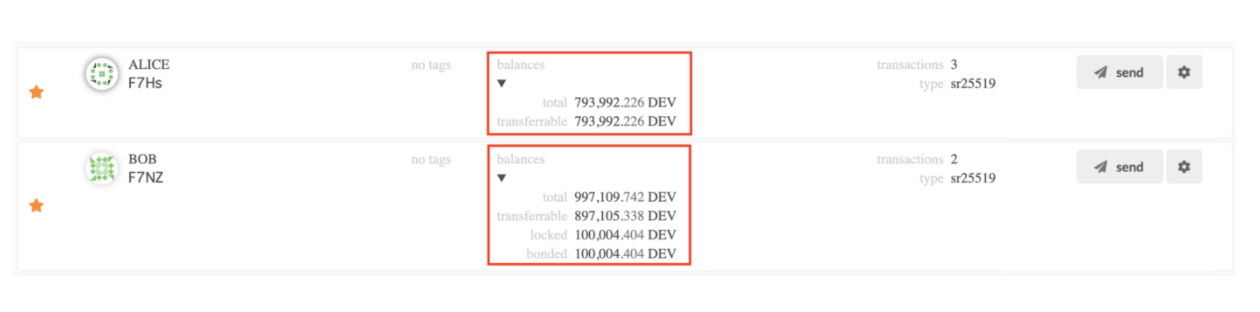 ALICE
F7Hs
no tags
balances
total 793,992.226 DEV
transferrable 793,992.226 DEV
transactions 3
type sr25519
send
BOB
F7NZ
no tags
balances
total 997,109.742 DEV
transferrable 897,105.338 DEV
locked 100,004.404 DEV
bonded 100,004.404 DEV
transactions 2
type sr25519
send